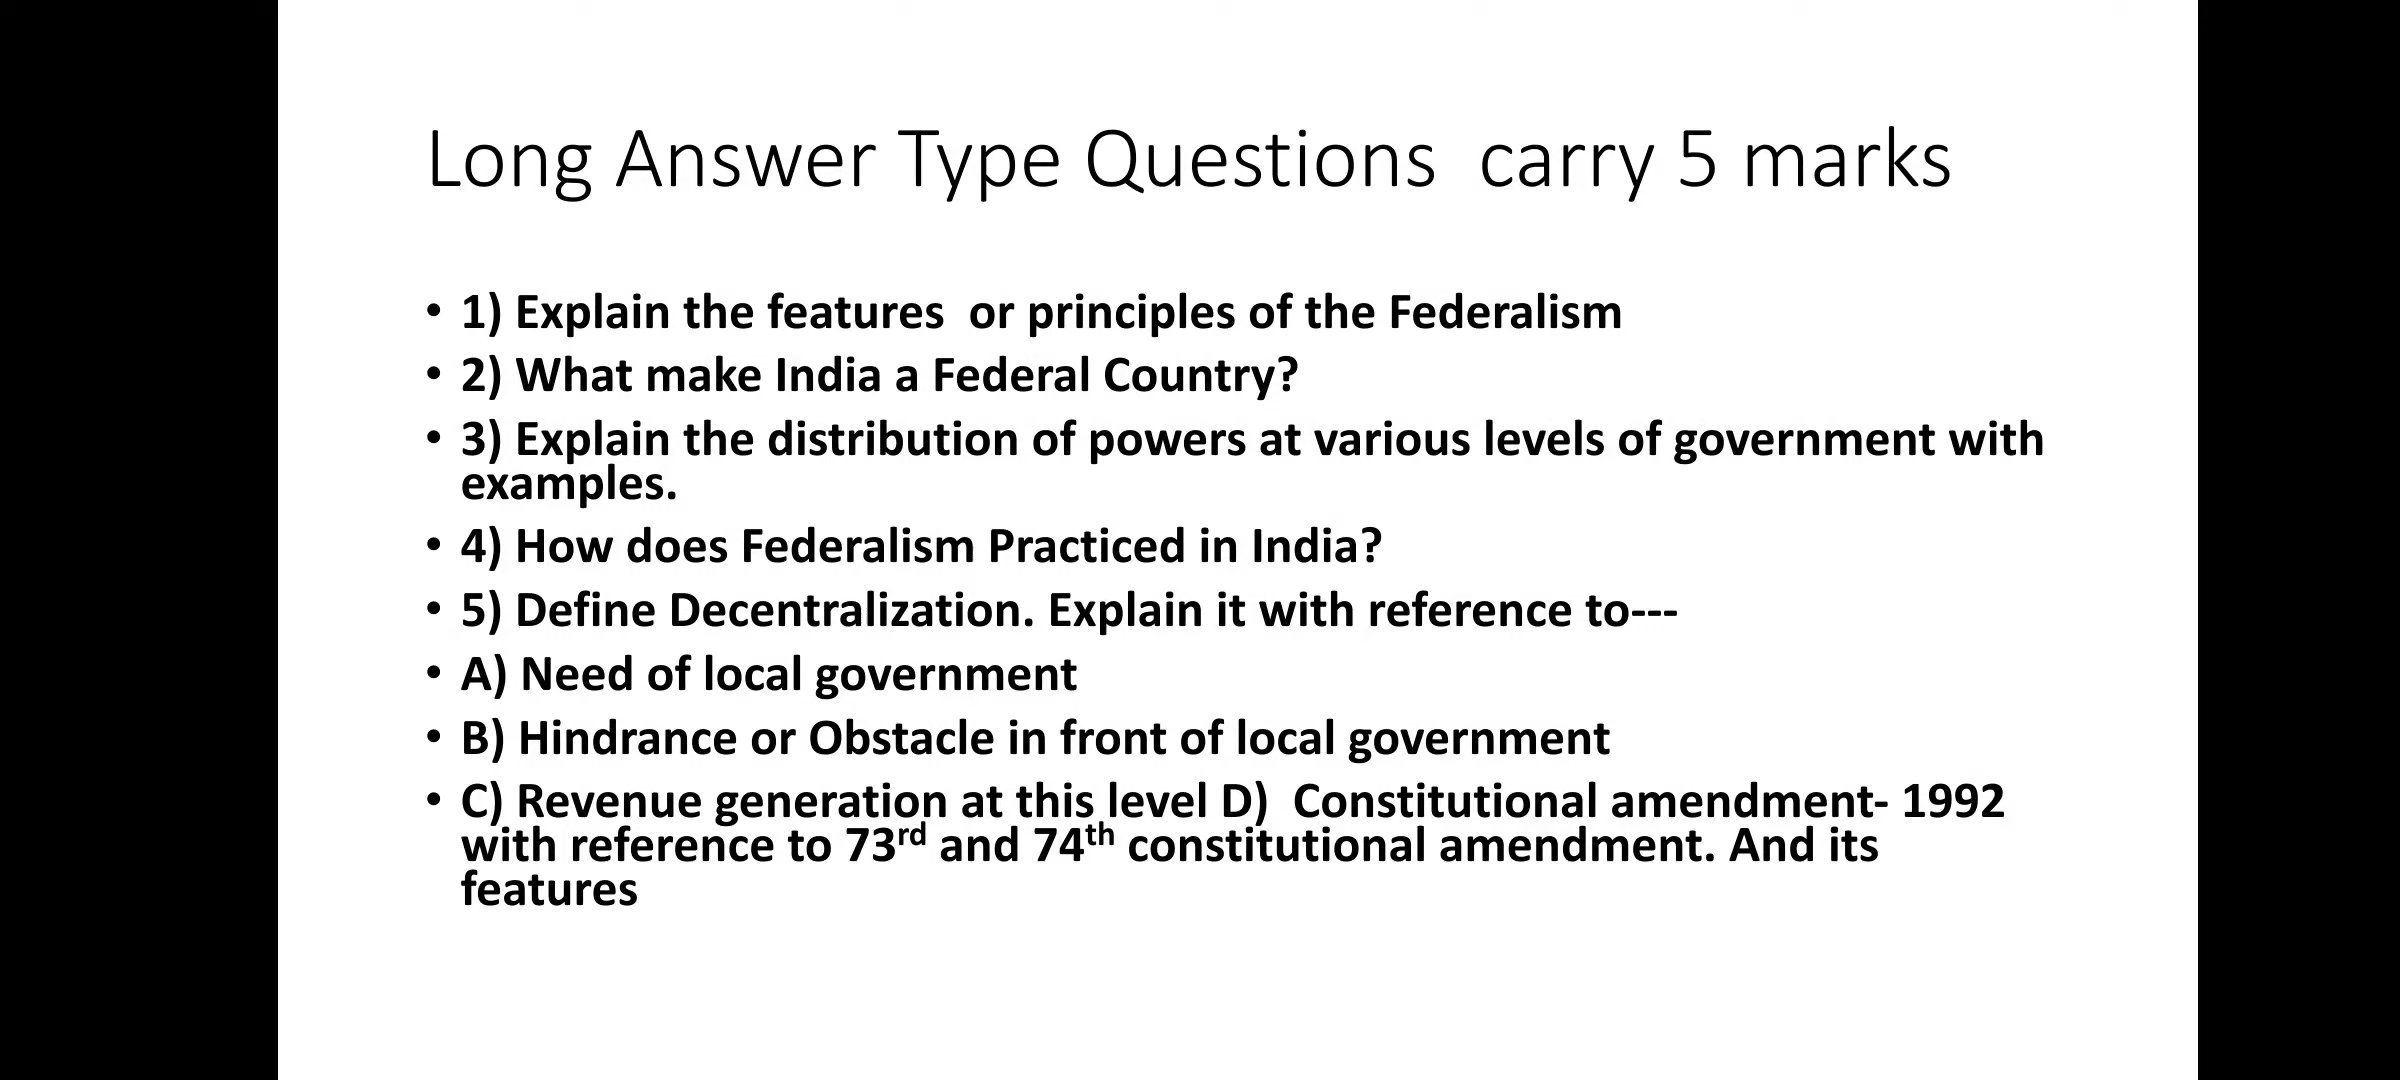 Long Answer Type Questions  carry 5 marks
• 1) Explain the features  or principles of the Federalism
• 2) What make India a Federal Country?
• 3) Explain the distribution of powers at various levels of government with
examples.
• 4) How does Federalism Practiced in India?
• 5) Define Decentralization. Explain it with reference to---
• A) Need of local government
• B) Hindrance or Obstacle in front of local government
• C) Revenue generation at this level D)  Constitutional amendment- 1992
with reference to 73rd and 74th constitutional amendment. And its
features